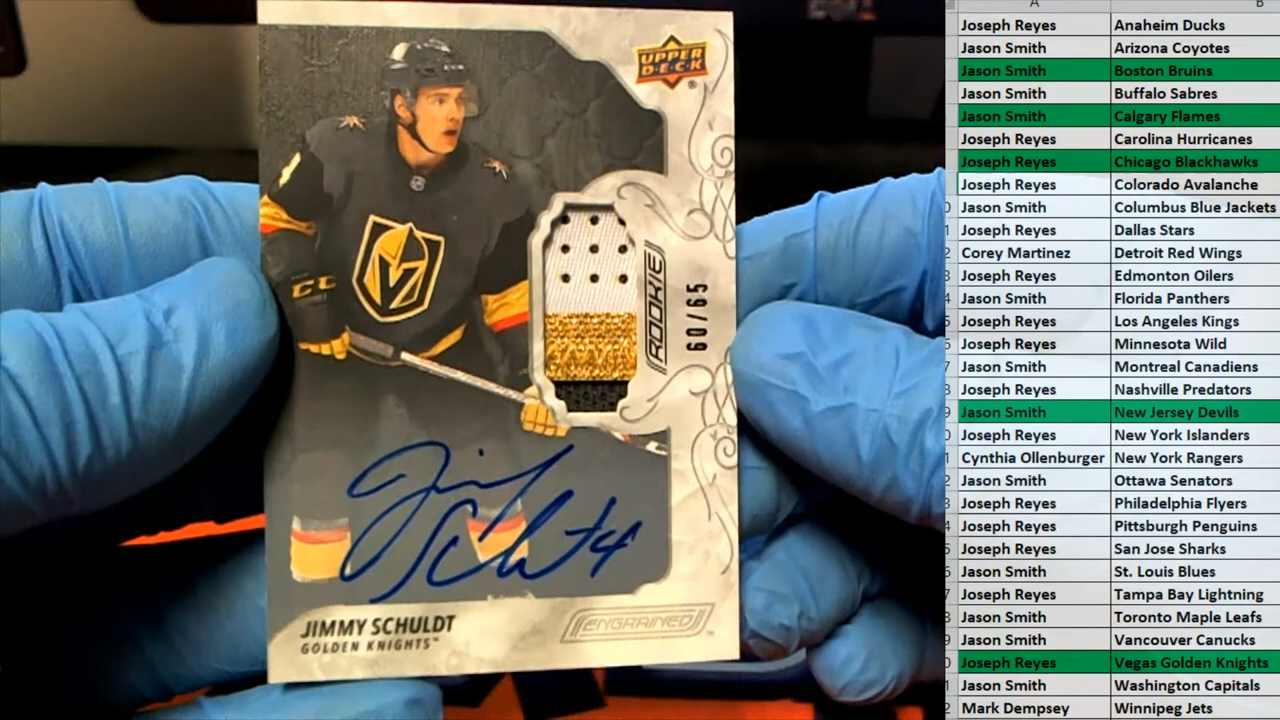 UPPER
DECK
CCM
ROOKIE
60/65
Jimmy Schuldt 4
JIMMY SCHULDT
GOLDEN KNIGHTS™
ENGRAINED™
A B
Joseph Reyes Anaheim Ducks
Jason Smith Arizona Coyotes
Jason Smith Boston Bruins
Jason Smith Buffalo Sabres
Jason Smith Calgary Flames
Joseph Reyes Carolina Hurricanes
Joseph Reyes Chicago Blackhawks
Joseph Reyes Colorado Avalanche
Jason Smith Columbus Blue Jackets
Joseph Reyes Dallas Stars
Corey Martinez Detroit Red Wings
Joseph Reyes Edmonton Oilers
Jason Smith Florida Panthers
Joseph Reyes Los Angeles Kings
Joseph Reyes Minnesota Wild
Jason Smith Montreal Canadiens
Joseph Reyes Nashville Predators
Jason Smith New Jersey Devils
Joseph Reyes New York Islanders
Cynthia Ollenburger New York Rangers
Jason Smith Ottawa Senators
Joseph Reyes Philadelphia Flyers
Joseph Reyes Pittsburgh Penguins
Joseph Reyes San Jose Sharks
Jason Smith St. Louis Blues
Joseph Reyes Tampa Bay Lightning
Jason Smith Toronto Maple Leafs
Jason Smith Vancouver Canucks
Joseph Reyes Vegas Golden Knights
Jason Smith Washington Capitals
Mark Dempsey Winnipeg Jets